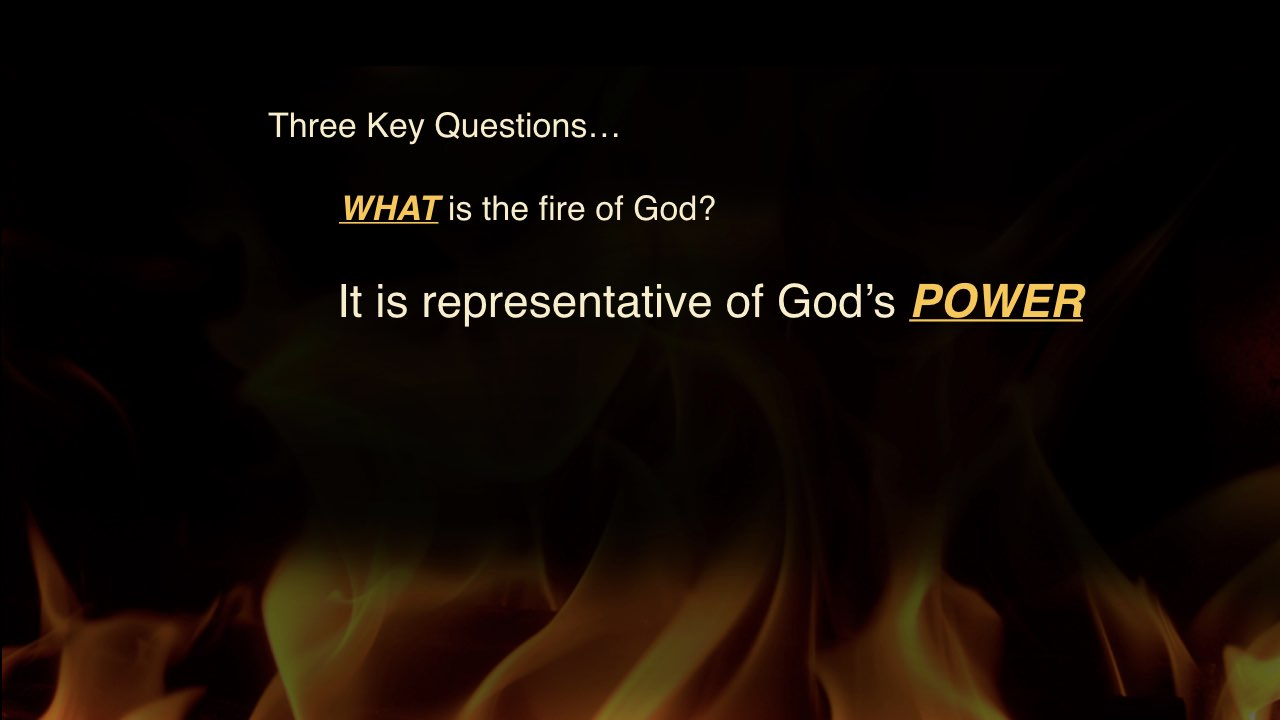 Three Key Questions…
WHAT is the fire of God?
It is representative of God’s POWER